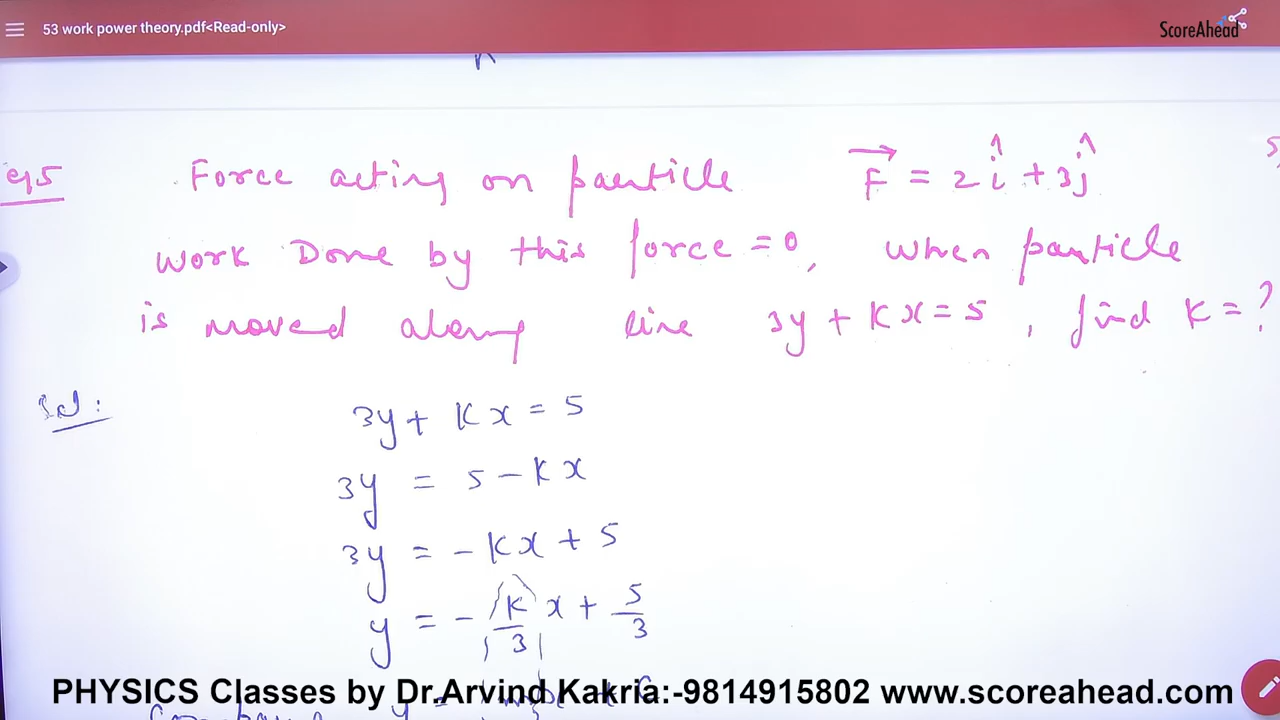 53 work power theory.pdf<Read-only>
ScoreAhead
eg5 Force acting on particle F = 2 i + 3j
work Done by this force = 0, when particle
is moved along line 3y + Kx = 5, find K = ?
Sol:
3y + Kx = 5
3y = 5 - Kx
3y = - Kx + 5
y = - K/3 x + 5/3
PHYSICS Classes by Dr.Arvind Kakria:-9814915802 www.scoreahead.com